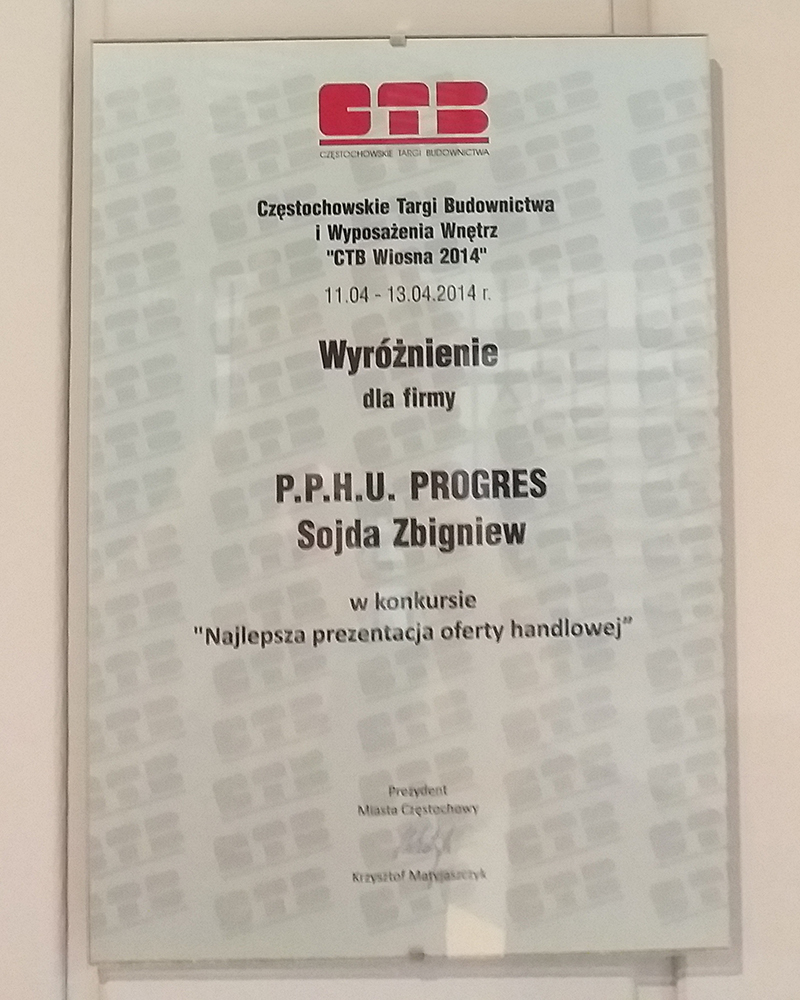 CTB
CZĘSTOCHOWSKIE TARGI BUDOWNICTWA
Częstochowskie Targi Budownictwa
i Wyposażenia Wnętrz
"CTB Wiosna 2014"
11.04 - 13.04.2014 r.
Wyróżnienie
dla firmy
P.P.H.U. PROGRES
Sojda Zbigniew
w konkursie
"Najlepsza prezentacja oferty handlowej”
Prezydent
Miasta Częstochowy
Krzysztof Matyjaszczyk